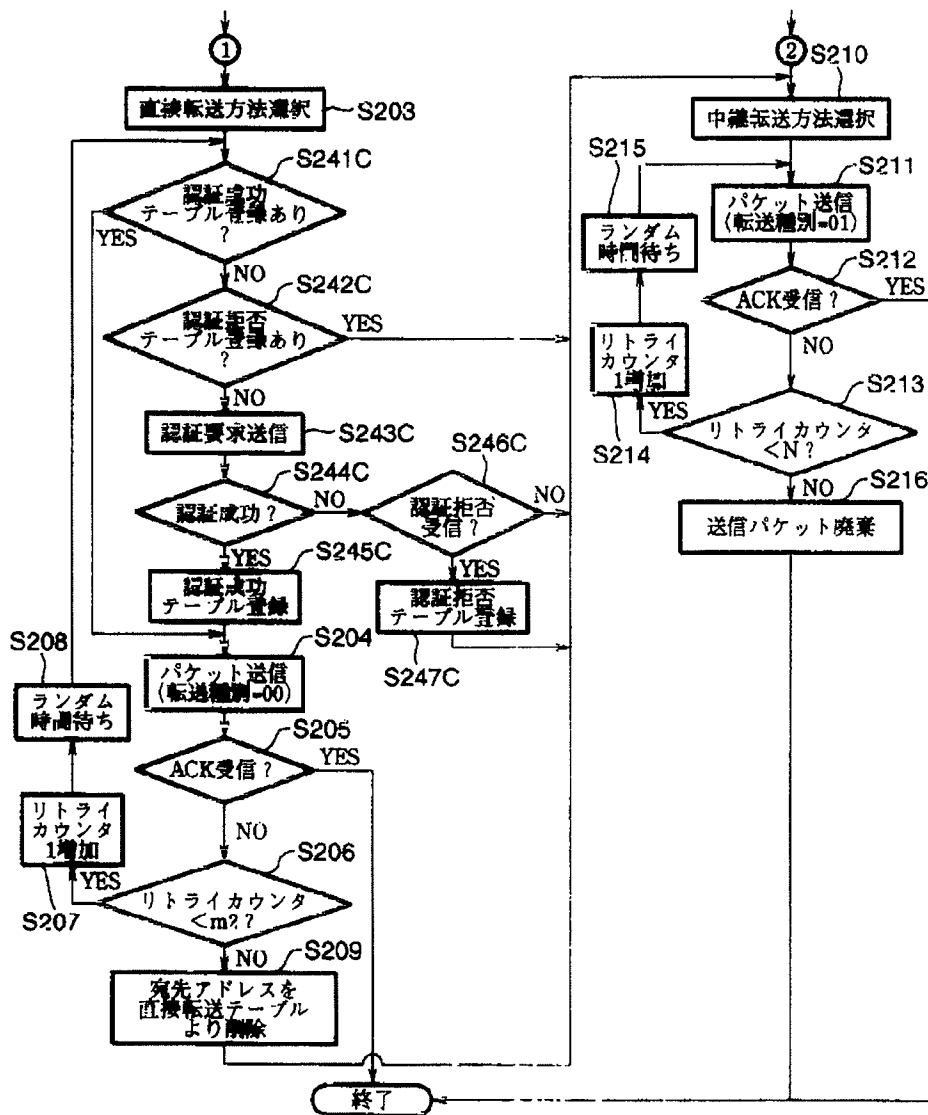 ①
直接転送方法選択
S203
S241C
認証成功
テーブル登録あり
?
YES
NO
S242C
認証拒否
テーブル登録あり
?
YES
NO
認証要求送信
S243C
S244C
認証成功?
NO
S246C
認証拒否
受信?
NO
YES
S245C
認証成功
テーブル登録
YES
認証拒否
テーブル登録
S247C
S204
パケット送信
(転送種別=00)
S208
ランダム
時間待ち
S205
ACK受信?
YES
NO
リトライ
カウンタ
1増加
S207
YES
S206
リトライカウンタ
<m2?
NO
S209
宛先アドレスを
直接転送テーブル
より削除
終了
②
S210
中継転送方法選択
S215
ランダム
時間待ち
S211
パケット送信
(転送種別=01)
S212
ACK受信?
YES
NO
リトライ
カウンタ
1増加
S214
YES
S213
リトライカウンタ
<N?
NO
S216
送信パケット廃棄